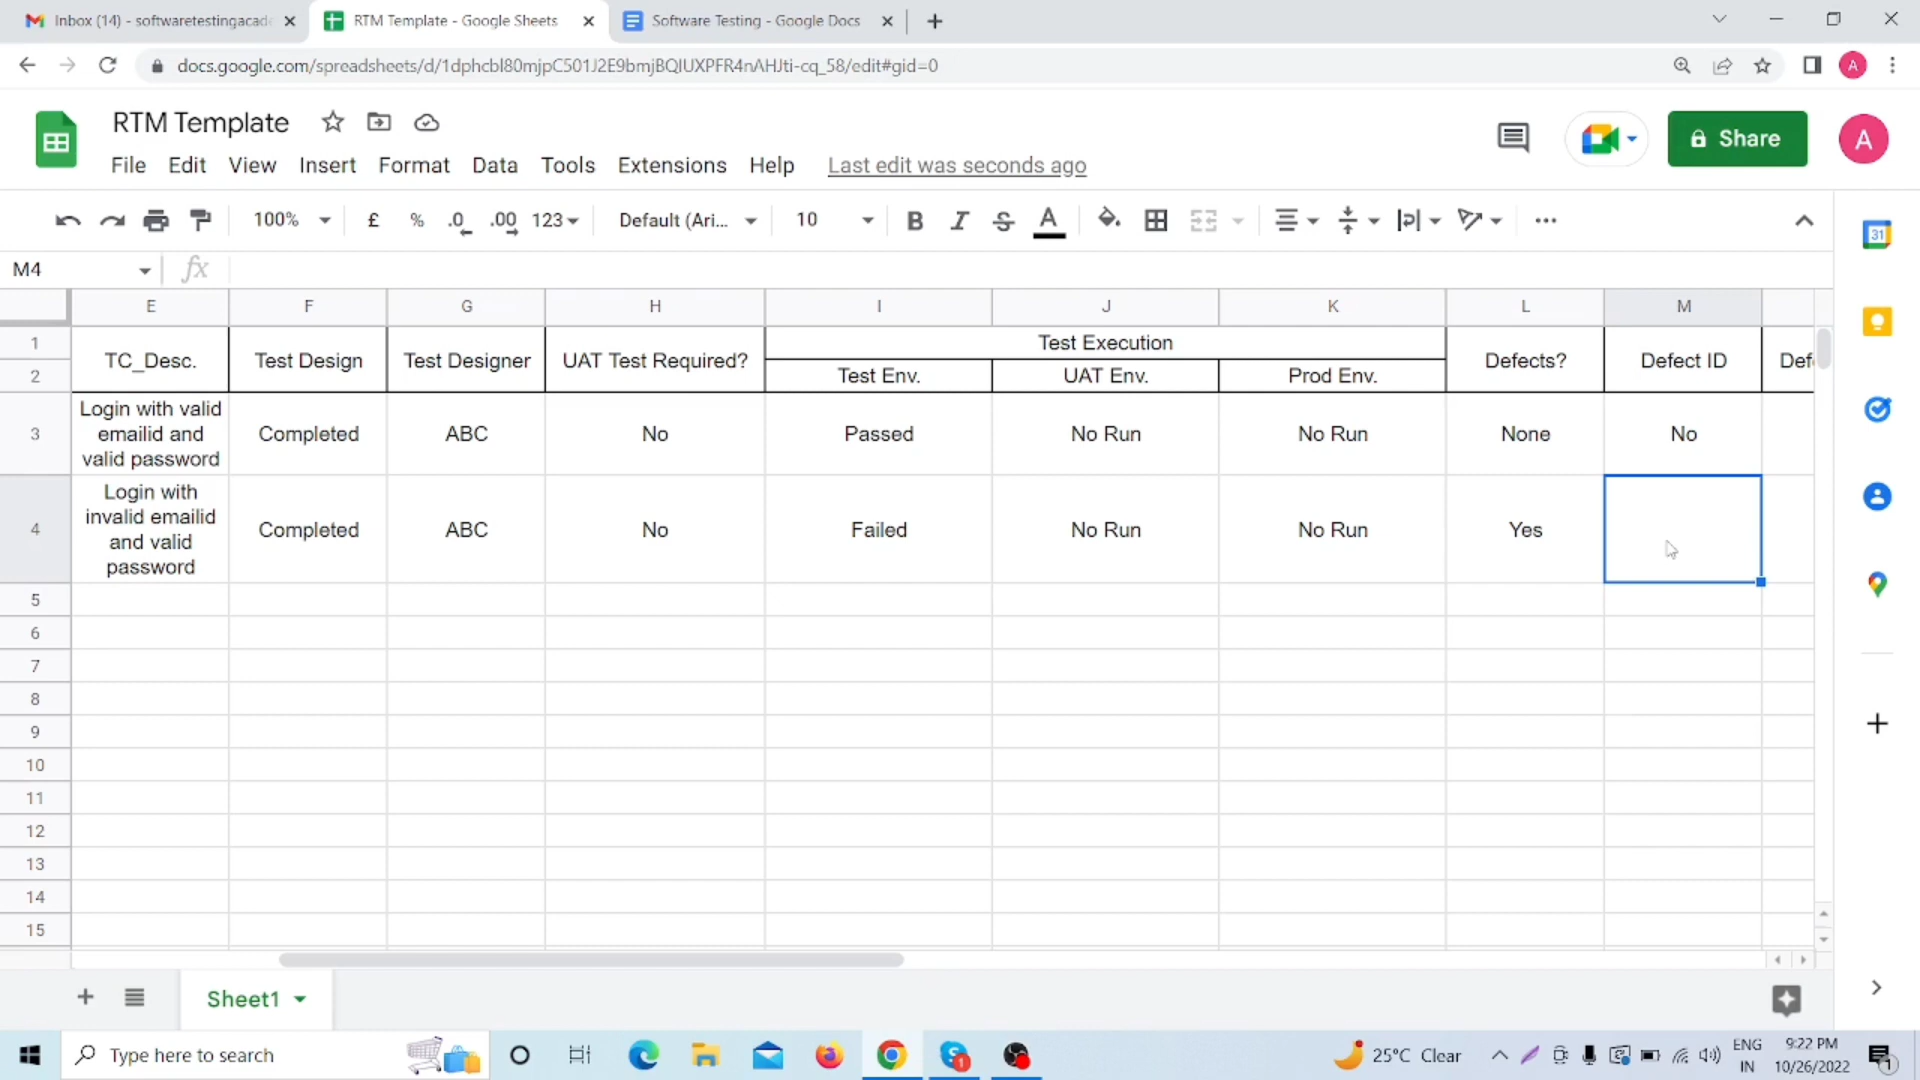 Inbox (14) - softwaretestingacade
RTM Template - Google Sheets
Software Testing - Google Docs
docs.google.com/spreadsheets/d/1dphcbl80mjpC501J2E9bmjBQIUXPFR4nAHJti-cq_58/edit#gid=0
A
RTM Template
Share
A
File Edit View Insert Format Data Tools Extensions Help Last edit was seconds ago
100% £ % .0 .00 123 Default (Ari... 10 B I S A
31
M4 fx
E F G H I J K L M
1 TC_Desc. Test Design Test Designer UAT Test Required? Test Execution Defects? Defect ID Def
2 Test Env. UAT Env. Prod Env.
3 Login with valid emailid and valid password Completed ABC No Passed No Run No Run None No
4 Login with invalid emailid and valid password Completed ABC No Failed No Run No Run Yes
5
6
7
8
9
10
11
12
13
14
15
Sheet1
Type here to search
25°C Clear
ENG
IN
9:22 PM
10/26/2022
1